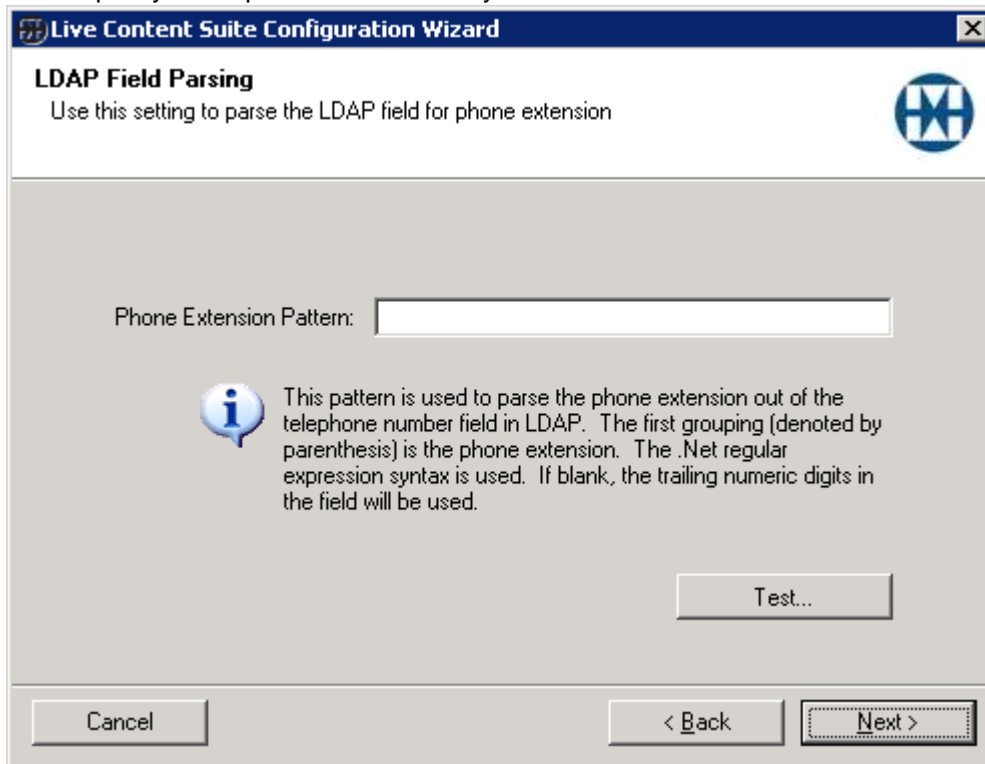 Live Content Suite Configuration Wizard
LDAP Field Parsing
Use this setting to parse the LDAP field for phone extension
Phone Extension Pattern:
This pattern is used to parse the phone extension out of the
telephone number field in LDAP. The first grouping (denoted by
parenthesis) is the phone extension. The .Net regular
expression syntax is used. If blank, the trailing numeric digits in
the field will be used.
Test...
Cancel
< Back
Next >